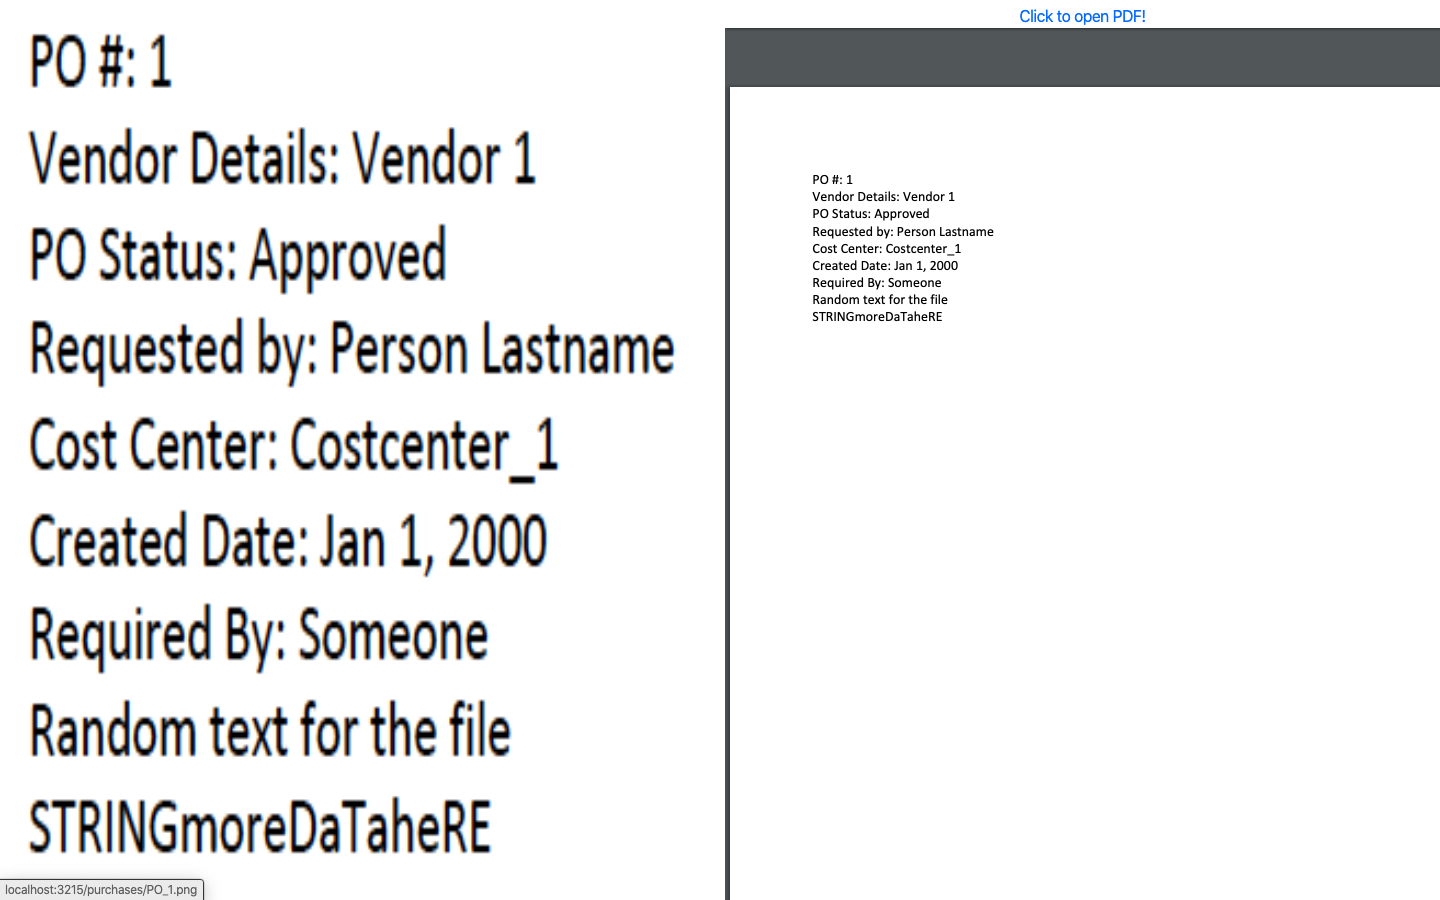 PO #: 1
Vendor Details: Vendor 1
PO Status: Approved
Requested by: Person Lastname
Cost Center: Costcenter_1
Created Date: Jan 1, 2000
Required By: Someone
Random text for the file
STRINGmoreDaTaheRE
localhost:3215/purchases/PO_1.png
Click to open PDF!
PO #: 1
Vendor Details: Vendor 1
PO Status: Approved
Requested by: Person Lastname
Cost Center: Costcenter_1
Created Date: Jan 1, 2000
Required By: Someone
Random text for the file
STRINGmoreDaTaheRE